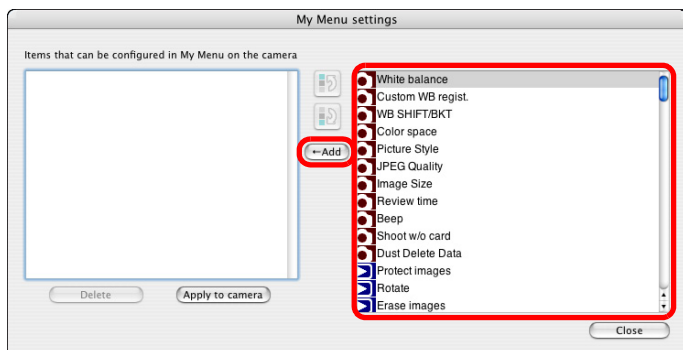 My Menu settings
Items that can be configured in My Menu on the camera
White balance
Custom WB regist.
WB SHIFT/BKT
Color space
←Add
Picture Style
JPEG Quality
Image Size
Review time
Beep
Shoot w/o card
Dust Delete Data
Protect images
Rotate
Erase images
Delete
Apply to camera
Close